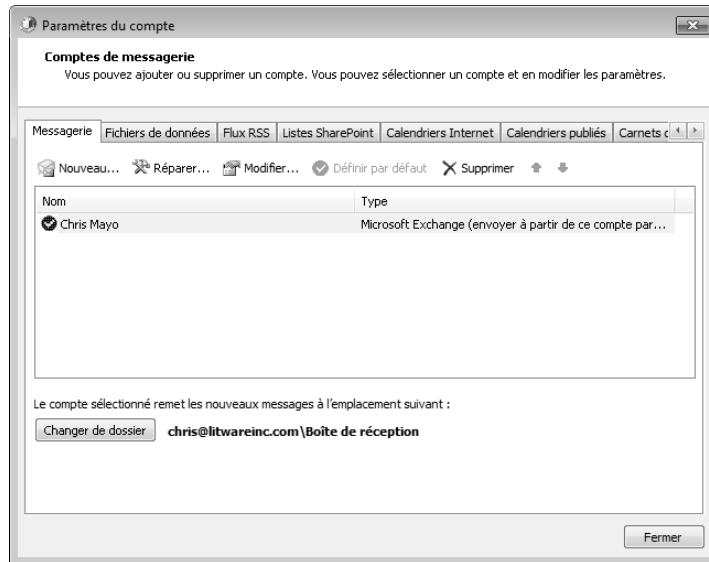 Paramètres du compte
Comptes de messagerie
Vous pouvez ajouter ou supprimer un compte. Vous pouvez sélectionner un compte et en modifier les paramètres.
Messagerie Fichiers de données Flux RSS Listes SharePoint Calendriers Internet Calendriers publiés Carnets
Nouveau... Réparer... Modifier... Définir par défaut Supprimer
Nom Type
Chris Mayo Microsoft Exchange (envoyer à partir de ce compte par...
Le compte sélectionné remet les nouveaux messages à l'emplacement suivant :
Changer de dossier chris@litwareinc.com\Boîte de réception
Fermer